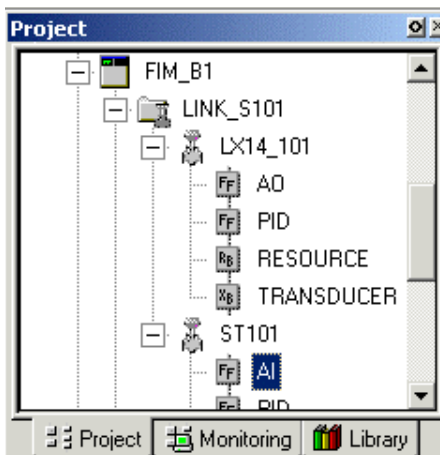 Project
FIM_B1
LINK_S101
LX14_101
FF AO
FF PID
RB RESOURCE
XB TRANSDUCER
ST101
FF AI
FF PID
Project Monitoring Library